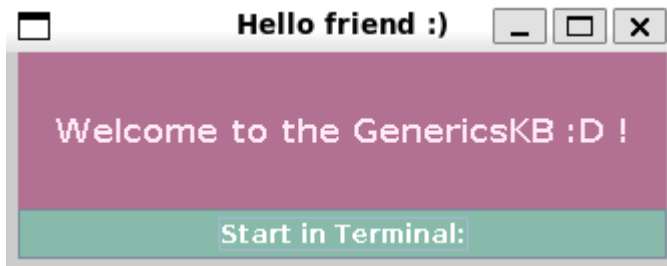 Hello friend :)
Welcome to the GenericsKB :D !
Start in Terminal: